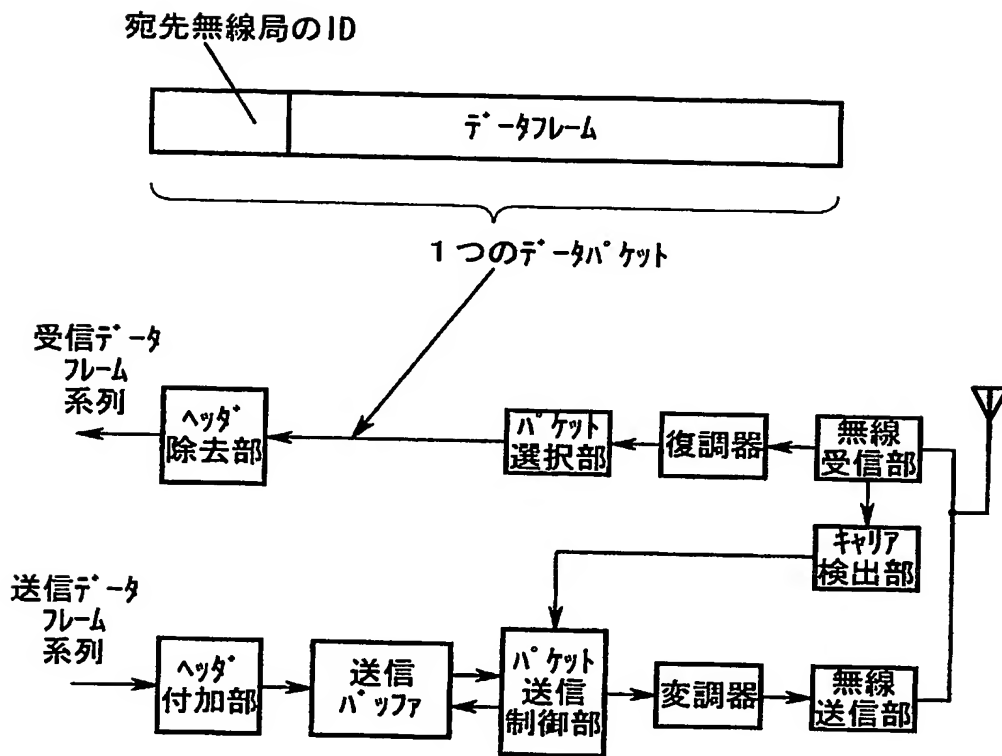 宛先無線局のID
データフレーム
1つのデータパケット
受信データ
フレーム
系列
ヘッダ
除去部
パケット
選択部
復調器
無線
受信部
キャリア
検出部
送信データ
フレーム
系列
ヘッダ
付加部
送信
バッファ
パケット
送信
制御部
変調器
無線
送信部